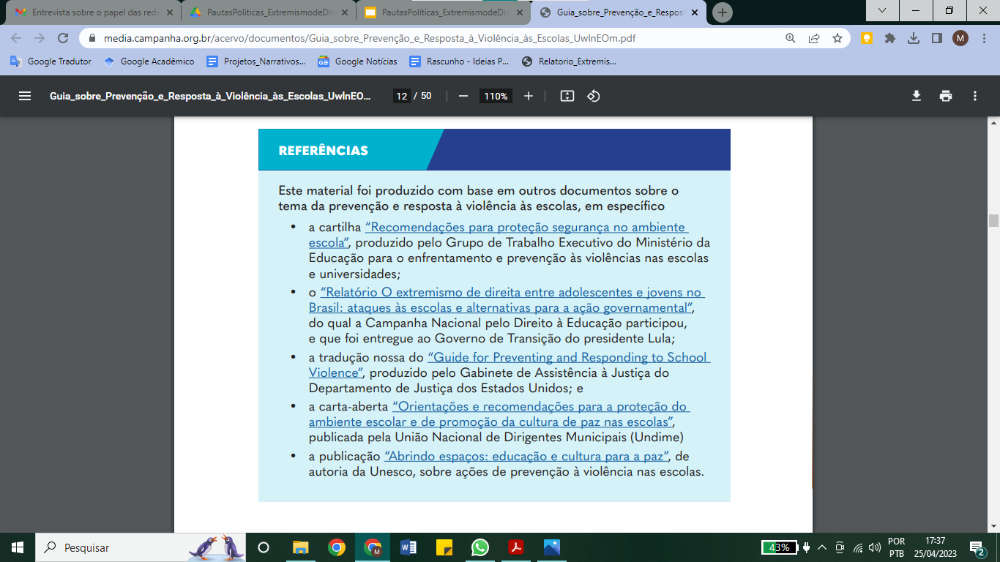 Entrevista sobre o papel das rede
PautasPoliticas_ExtremismodeDir
PautasPolíticas_ExtremismodeDir
Guia_sobre_Prevenção_e_Respost
media.campanha.org.br/acervo/documentos/Guia_sobre_Prevenção_e_Resposta_à_Violência_às_Escolas_UwlnEOm.pdf
M
Google Tradutor
Google Acadêmico
Projetos_Narrativos...
Google Notícias
Rascunho - Ideias P...
Relatorio_Extremis...
Guia_sobre_Prevenção_e_Resposta_à_Violência_às_Escolas_UwlnEO...
12 / 50
110%
REFERÊNCIAS
Este material foi produzido com base em outros documentos sobre o
tema da prevenção e resposta à violência às escolas, em específico
• a cartilha “Recomendações para proteção segurança no ambiente
escola”, produzido pelo Grupo de Trabalho Executivo do Ministério da
Educação para o enfrentamento e prevenção às violências nas escolas
e universidades;
• o “Relatório O extremismo de direita entre adolescentes e jovens no
Brasil: ataques às escolas e alternativas para a ação governamental”,
do qual a Campanha Nacional pelo Direito à Educação participou,
e que foi entregue ao Governo de Transição do presidente Lula;
• a tradução nossa do “Guide for Preventing and Responding to School
Violence”, produzido pelo Gabinete de Assistência à Justiça do
Departamento de Justiça dos Estados Unidos; e
• a carta-aberta “Orientações e recomendações para a proteção do
ambiente escolar e de promoção da cultura de paz nas escolas”,
publicada pela União Nacional de Dirigentes Municipais (Undime)
• a publicação “Abrindo espaços: educação e cultura para a paz”, de
autoria da Unesco, sobre ações de prevenção à violência nas escolas.
Pesquisar
43%
POR
PTB
17:37
25/04/2023
2